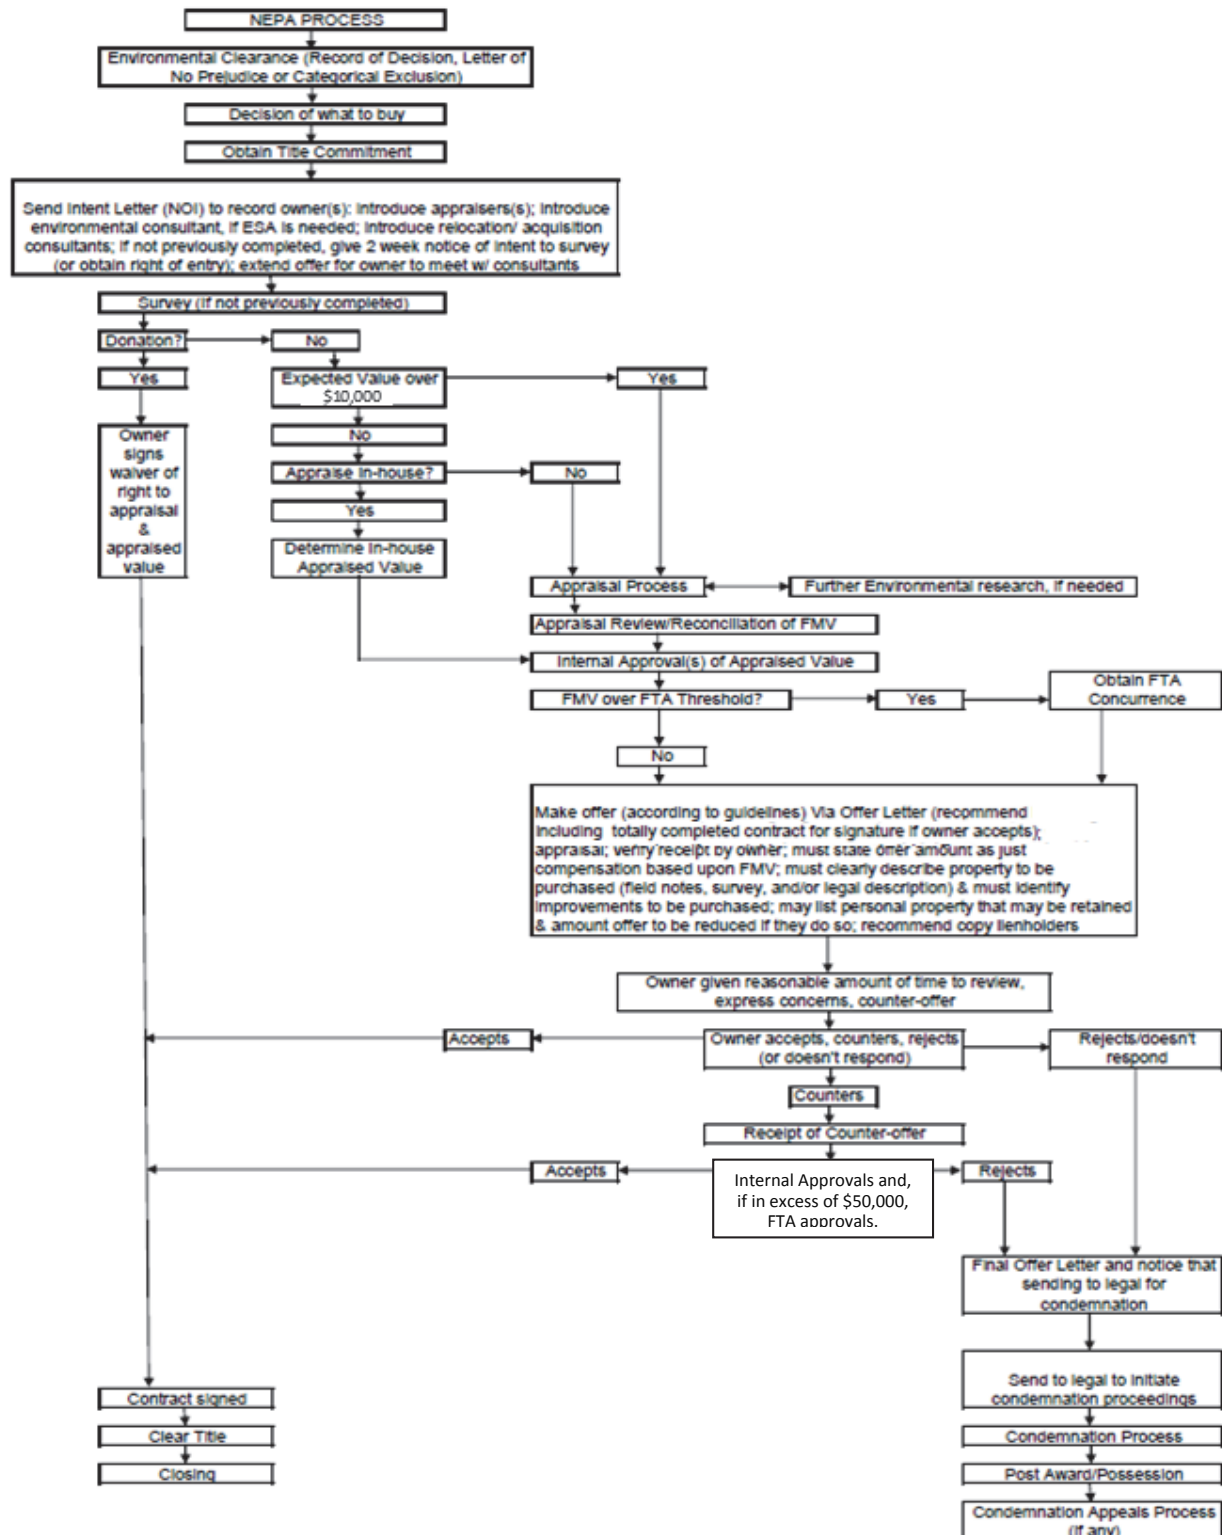 NEPA PROCESS
Environmental Clearance (Record of Decision, Letter of
No Prejudice or Categorical Exclusion)
Decision of what to buy
Obtain Title Commitment
Send Intent Letter (NOI) to record owner(s): Introduce appraisers(s); Introduce
environmental consultant, if ESA is needed; Introduce relocation/ acquisition
consultants; if not previously completed, give 2 week notice of intent to survey
(or obtain right of entry); extend offer for owner to meet w/ consultants
Survey (if not previously completed)
Donation?
No
Yes
Expected Value over
$10,000
Yes
Owner
signs
waiver of
right to
appraisal
&
appraised
value
No
Appraise In-house?
No
Yes
Determine In-house
Appraised Value
Appraisal Process
Further Environmental research, if needed
Appraisal Review/Reconciliation of FMV
Internal Approval(s) of Appraised Value
FMV over FTA Threshold?
Yes
Obtain FTA
Concurrence
No
Make offer (according to guidelines) Via Offer Letter (recommend
including totally completed contract for signature if owner accepts);
appraisal; verify receipt by owner; must state offer amount as just
compensation based upon FMV; must clearly describe property to be
purchased (field notes, survey, and/or legal description) & must identify
improvements to be purchased; may list personal property that may be retained
& amount offer to be reduced if they do so; recommend copy lienholders
Owner given reasonable amount of time to review,
express concerns, counter-offer
Accepts
Owner accepts, counters, rejects
(or doesn't respond)
Rejects/doesn't
respond
Counters
Receipt of Counter-offer
Accepts
Internal Approvals and,
if in excess of $50,000,
FTA approvals.
Rejects
Final Offer Letter and notice that
sending to legal for
condemnation
Send to legal to initiate
condemnation proceedings
Contract signed
Clear Title
Closing
Condemnation Process
Post Award/Possession
Condemnation Appeals Process
(if any)